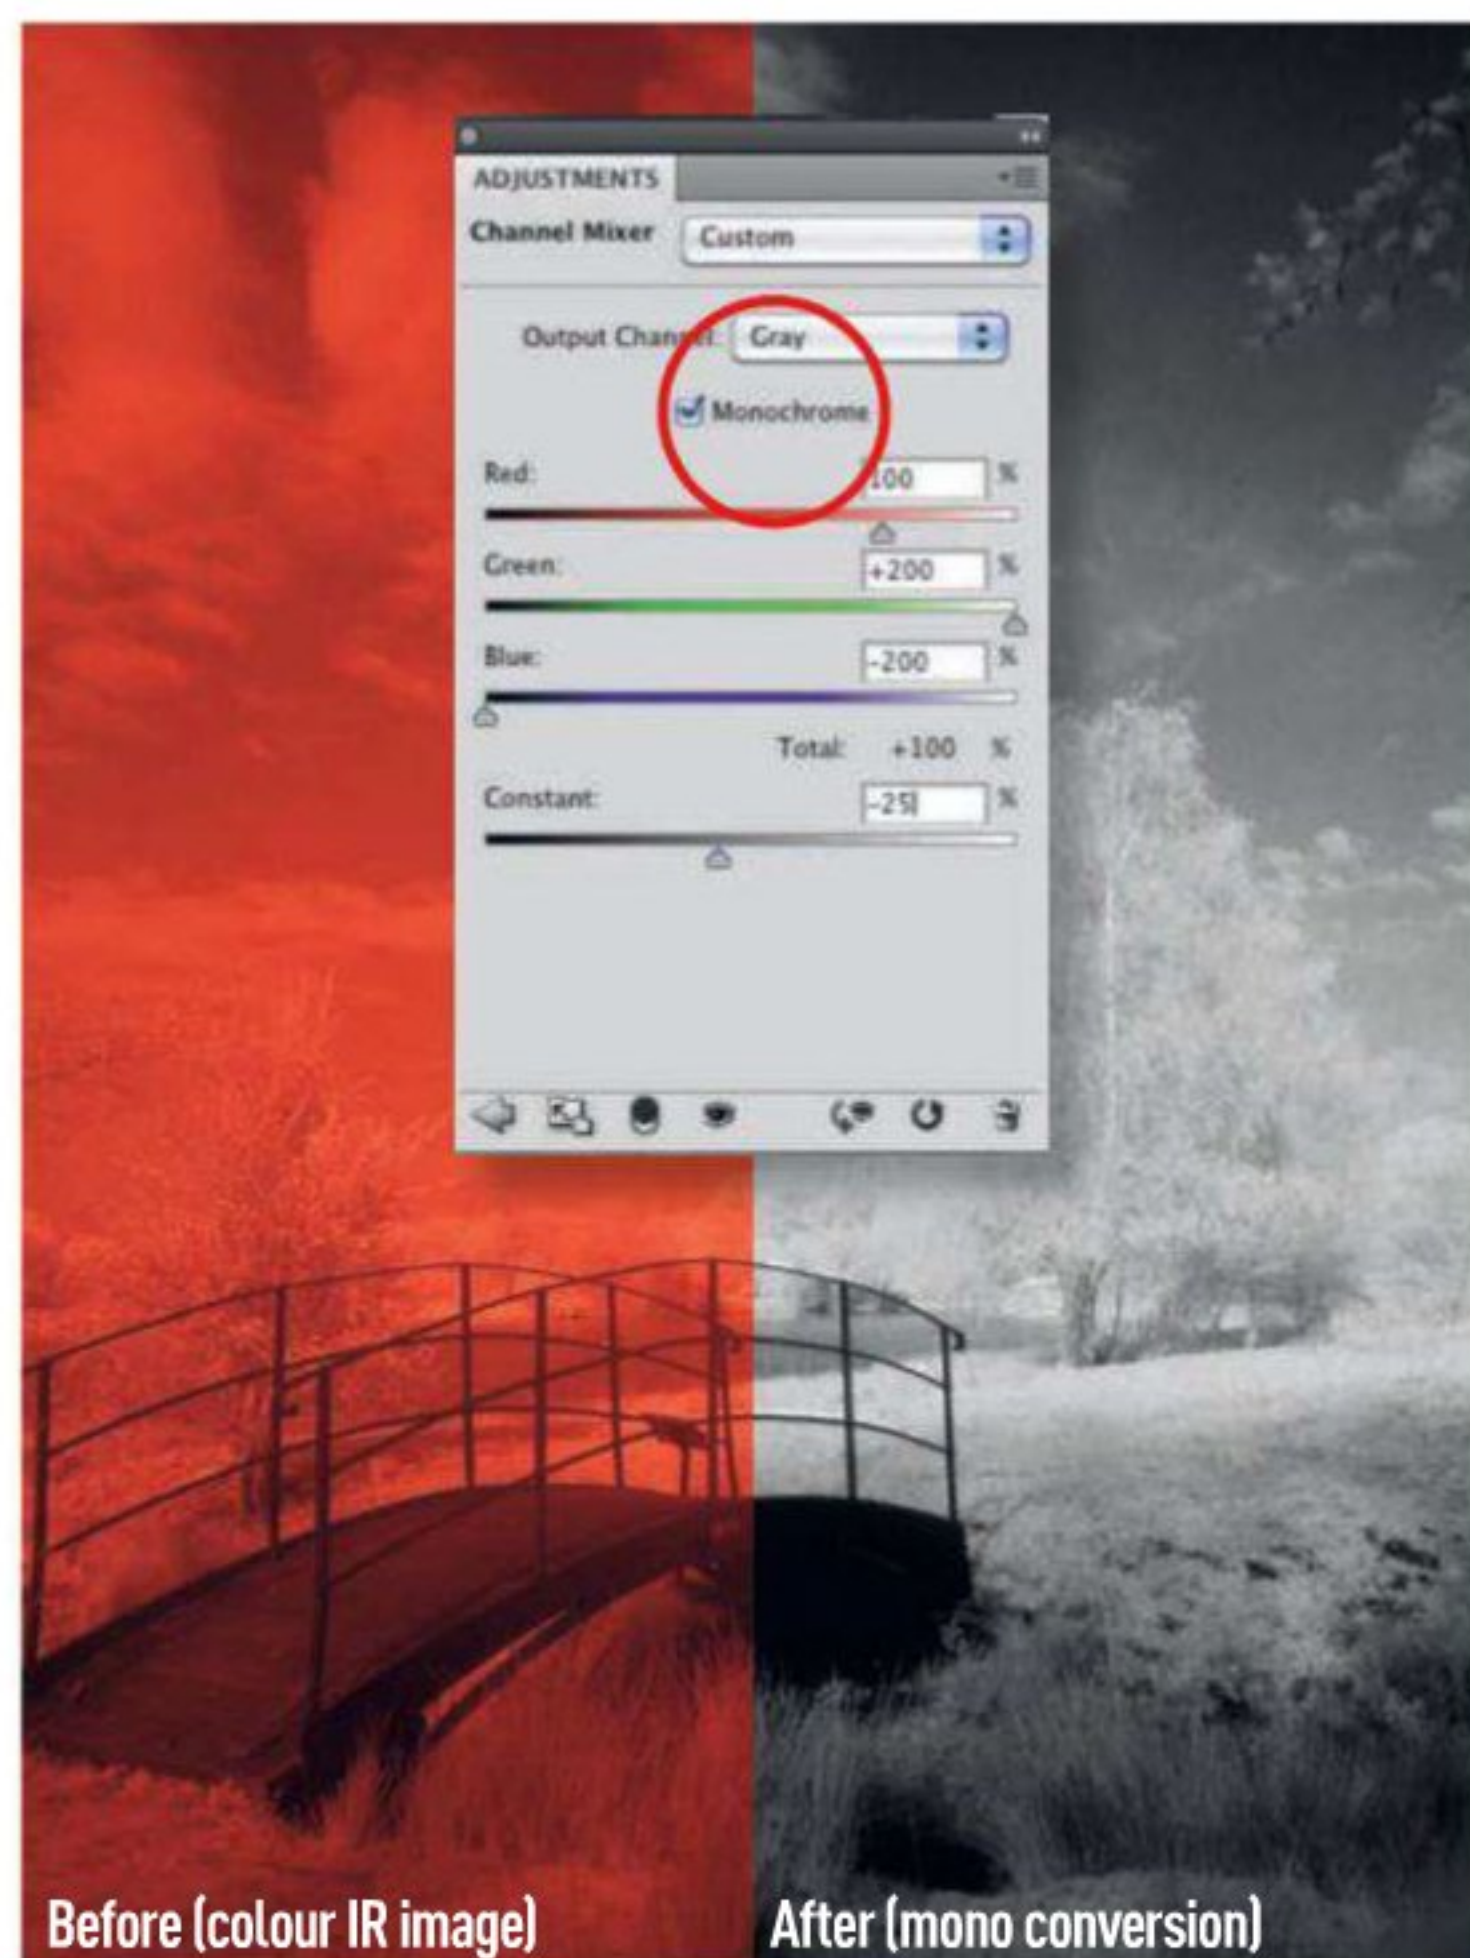 ADJUSTMENTS
Channel Mixer Custom
Output Channel: Gray
Monochrome
Red: 100 %
Green: +200 %
Blue: -200 %
Total: +100 %
Constant: -25 %
Before (colour IR image) After (mono conversion)